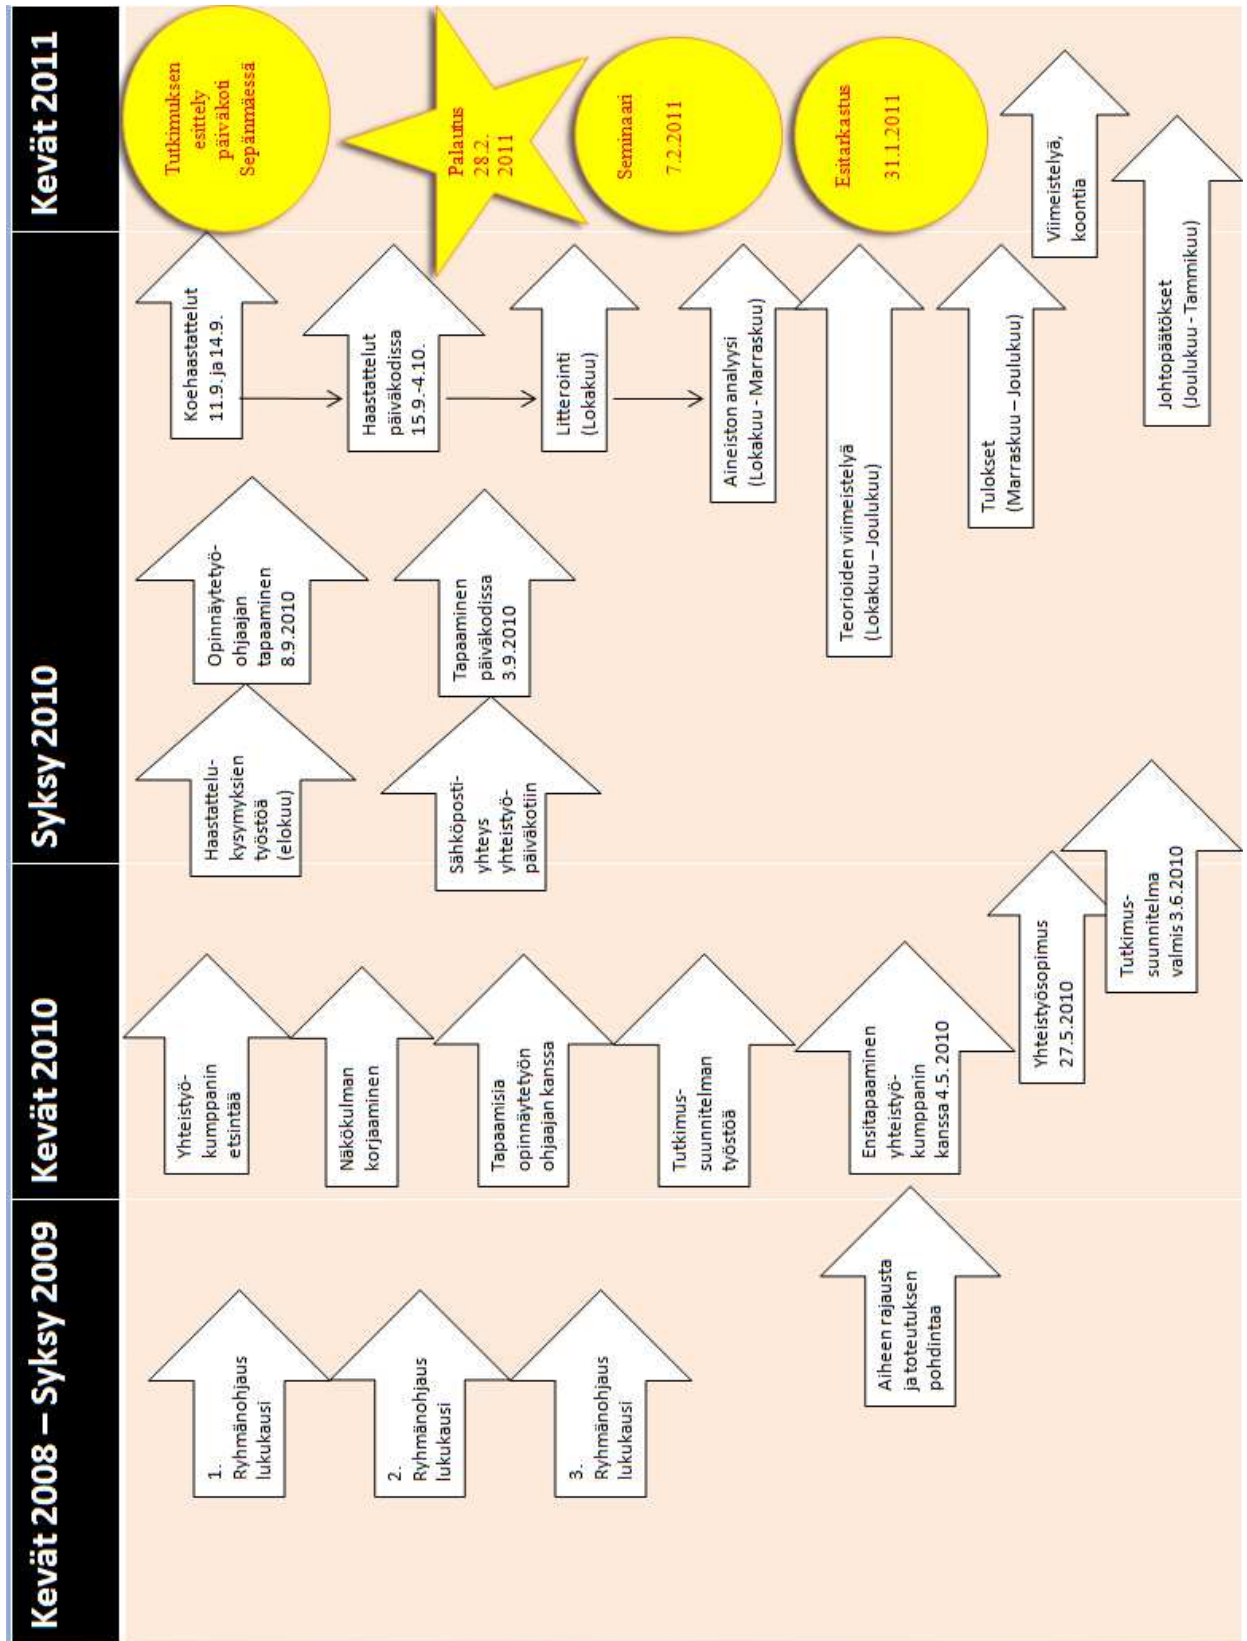 Kevät 2008 – Syksy 2009
Kevät 2010
Syksy 2010
Kevät 2011
1.
Ryhmänohjaus
lukukausi
2.
Ryhmänohjaus
lukukausi
3.
Ryhmänohjaus
lukukausi
Aiheen rajausta
ja toteutuksen
pohdintaa
Yhteistyö-
kumppanin
etsintää
Näkökulman
korjaaminen
Tapaamisia
opinnäytetyön
ohjaajan kanssa
Tutkimus-
suunnitelman
työstöä
Ensitapaaminen
yhteistyö-
kumppanin
kanssa 4.5. 2010
Yhteistyösopimus
27.5.2010
Tutkimus-
suunnitelma
valmis 3.6.2010
Haastattelu-
kysymyksien
työstöä
(elokuu)
Sähköposti-
yhteys
yhteistyö-
päiväkotiin
Opinnäytetyö-
ohjaajan
tapaaminen
8.9.2010
Tapaaminen
päiväkodissa
3.9.2010
Koehaastattelut
11.9. ja 14.9.
Haastattelut
päiväkodissa
15.9.-4.10.
Litterointi
(Lokakuu)
Aineiston analyysi
(Lokakuu - Marraskuu)
Teorioiden viimeistelyä
(Lokakuu – Joulukuu)
Tulokset
(Marraskuu – Joulukuu)
Viimeistelyä,
koontia
Johtopäätökset
(Joulukuu - Tammikuu)
Tutkimuksen
esittely
päiväkoti
Sepänmäessä
Palautus
28.2.
2011
Seminaari
7.2.2011
Esitarkastus
31.1.2011